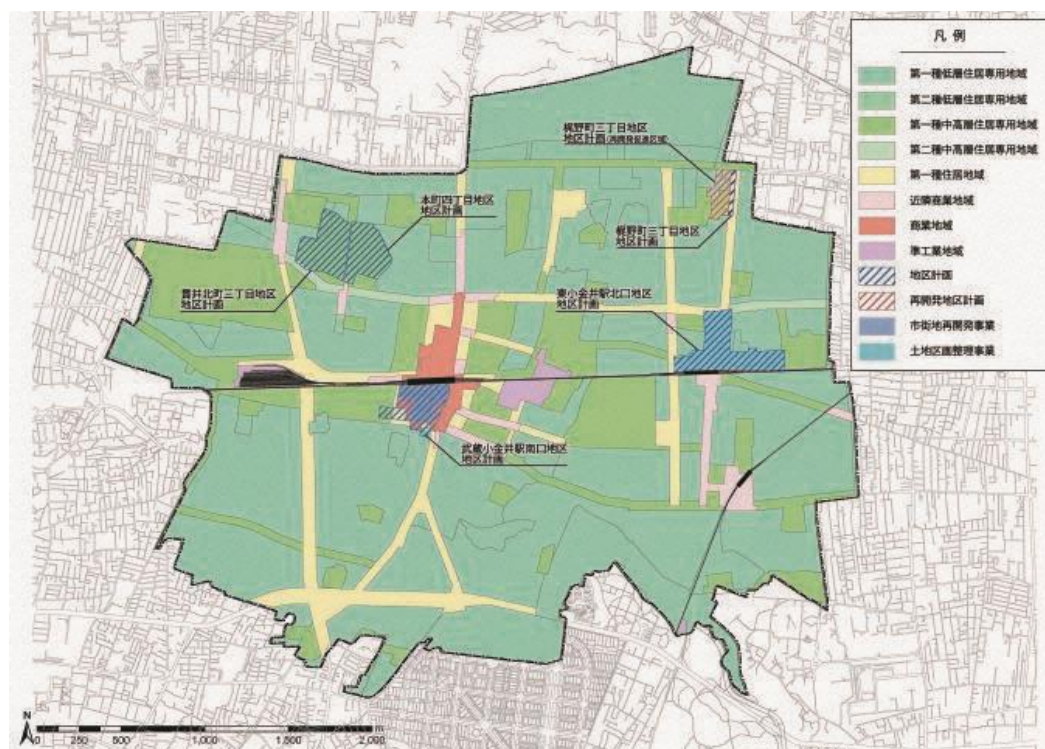 凡例
第一種低層住居専用地域
第二種低層住居専用地域
第一種中高層住居専用地域
第二種中高層住居専用地域
第一種住居地域
近隣商業地域
商業地域
準工業地域
地区計画
再開発地区計画
市街地再開発事業
土地区画整理事業
梶野町三丁目地区
地区計画(再開発促進区域)
本町四丁目地区
地区計画
梶野町三丁目地区
地区計画
貫井北町三丁目地区
地区計画
東小金井駅北口地区
地区計画
武蔵小金井駅南口地区
地区計画
N
0 250 500 1,000 1,500 2,000